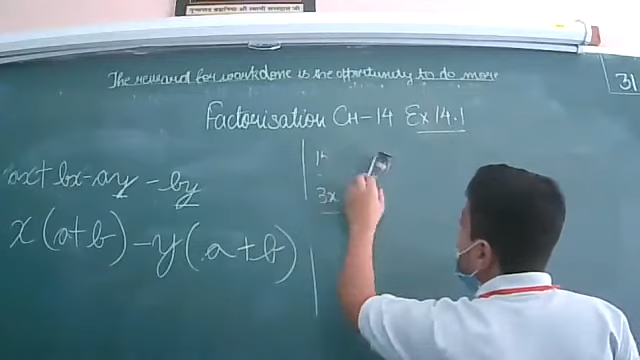 The reward for work done is the opportunity to do more
31
Factorisation CH-14 Ex 14.1
ax+bx-ay-by
x(a+b)-y(a+b)
3x